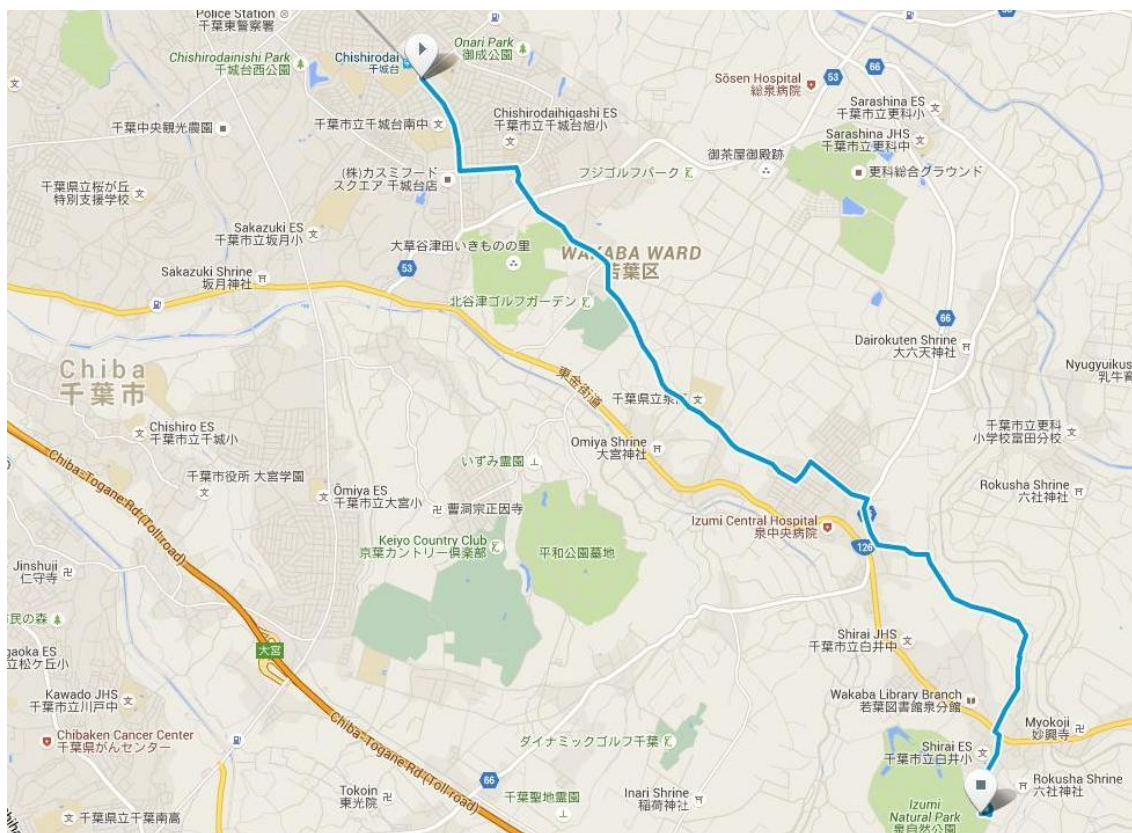 Police Station
千葉東警察署
Chishirodainishi Park
千城台西公園
Chishirodai
千城台
Onari Park
御成公園
53
66
Sōsen Hospital
総泉病院
53
Sarashina ES
千葉市立更科小
Sarashina JHS
千葉市立更科中
更科総合グラウンド
Chishirodaihigashi ES
千葉市立千城台旭小
千葉市立千城台南中
千葉中央観光農園
御茶屋御殿跡
(株)カスミフード
スクエア 千城台店
フジゴルフパーク
千葉県立桜が丘
特別支援学校
Sakazuki ES
千葉市立坂月小
大草谷津田いきものの里
WAKABA WARD
若葉区
Sakazuki Shrine
坂月神社
53
北谷津ゴルフガーデン
66
Dairokuten Shrine
大六天神社
Nyugyuikus
乳牛育
Chiba
千葉市
東金街道
千葉県立泉
Chishiro ES
千葉市立千城小
Omiya Shrine
大宮神社
千葉市立更科
小学校富田分校
Chiba-Togane Rd (Toll road)
千葉市役所 大宮学園
いずみ霊園
Ōmiya ES
千葉市立大宮小
曹洞宗正因寺
Rokusha Shrine
六社神社
Izumi Central Hospital
泉中央病院
Keiyo Country Club
京葉カントリー倶楽部
平和公園墓地
126
Jinshuji
仁守寺
市民の森
Shirai JHS
千葉市立白井中
gaoka ES
立松ケ丘小
大宮
Kawado JHS
千葉市立川戸中
Wakaba Library Branch
若葉図書館泉分館
Chiba-Togane Rd (Toll road)
Myokoji
妙興寺
Chibaken Cancer Center
千葉県がんセンター
ダイナミックゴルフ千葉
Shirai ES
千葉市立白井小
66
Tokoin
東光院
千葉聖地霊園
Inari Shrine
稲荷神社
Rokusha Shrine
六社神社
Izumi
Natural Park
泉自然公園
千葉県立千葉南高